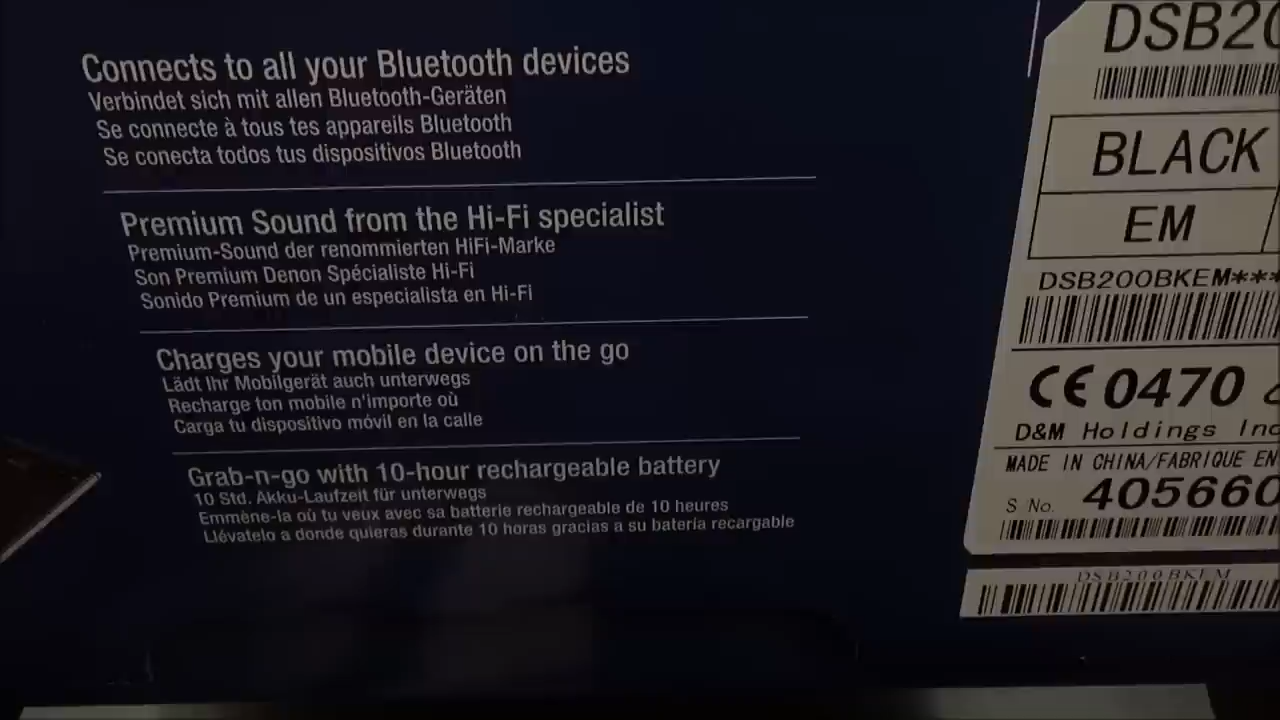 Connects to all your Bluetooth devices
Verbindet sich mit allen Bluetooth-Geräten
Se connecte à tous tes appareils Bluetooth
Se conecta todos tus dispositivos Bluetooth
Premium Sound from the Hi-Fi specialist
Premium-Sound der renommierten HiFi-Marke
Son Premium Denon Spécialiste Hi-Fi
Sonido Premium de un especialista en Hi-Fi
Charges your mobile device on the go
Lädt Ihr Mobilgerät auch unterwegs
Recharge ton mobile n'importe où
Carga tu dispositivo móvil en la calle
Grab-n-go with 10-hour rechargeable battery
10 Std. Akku-Laufzeit für unterwegs
Emmène-la où tu veux avec sa batterie rechargeable de 10 heures
Llévatelo a donde quieras durante 10 horas gracias a su batería recargable
DSB20
BLACK
EM
DSB200BKEM***
CE 0470
D&M Holdings Inc
MADE IN CHINA/FABRIQUE EN
S No. 405660
DSB200BKEM